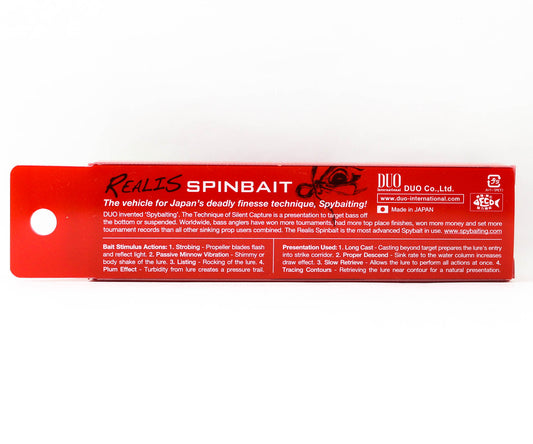 REALIS SPINBAIT
DUO
International
DUO Co.,Ltd.
www.duo-international.com
Made in JAPAN
The vehicle for Japan's deadly finesse technique, Spybaiting!
DUO invented 'Spybaiting'. The Technique of Silent Capture is a presentation to target bass off
the bottom or suspended. Worldwide, bass anglers have won more tournaments, had more top place finishes, won more money and set more
tournament records than all other sinking prop users combined. The Realis Spinbait is the most advanced Spybait in use. www.spybaiting.com
Bait Stimulus Actions: 1. Strobing - Propeller blades flash
and reflect light. 2. Passive Minnow Vibration - Shimmy or
body shake of the lure. 3. Listing - Rocking of the lure. 4.
Plum Effect - Turbidity from lure creates a pressure trail.
Presentation Used: 1. Long Cast - Casting beyond target prepares the lure's entry
into strike corridor. 2. Proper Descend - Sink rate to the water column increases
draw effect. 3. Slow Retrieve - Allows the lure to perform all actions at once. 4.
Tracing Contours - Retrieving the lure near contour for a natural presentation.